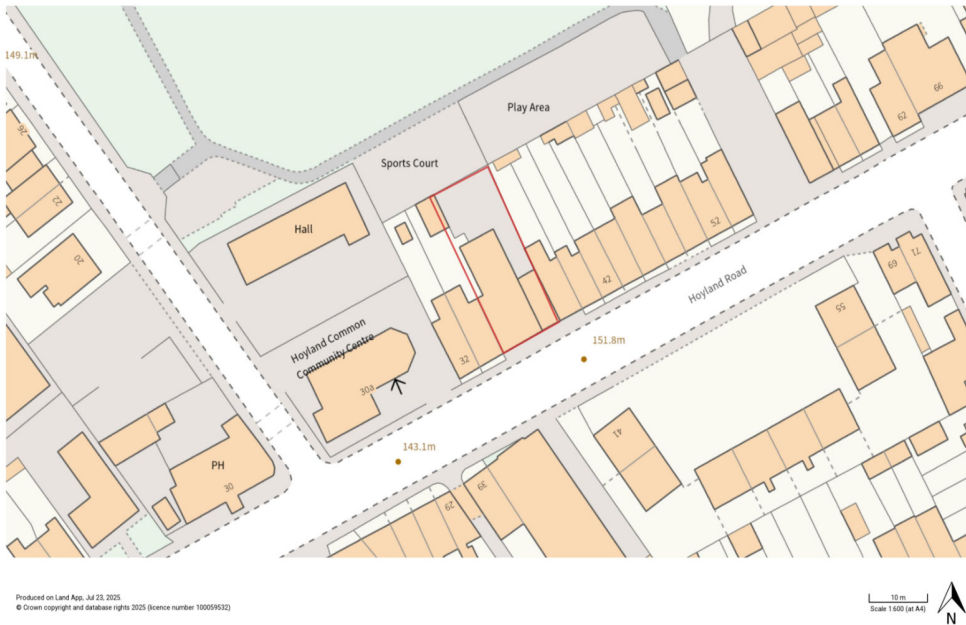 149.1m
26
22
20
Play Area
Sports Court
Hall
66
62
52
42
Hoyland Road
71
69
55
151.8m
Hoyland Common
Community Centre
32
30a
143.1m
41
PH
30
39
29
Produced on Land App, Jul 23, 2025.
© Crown copyright and database rights 2025 (licence number 100059532)
10 m
Scale 1:600 (at A4)
N